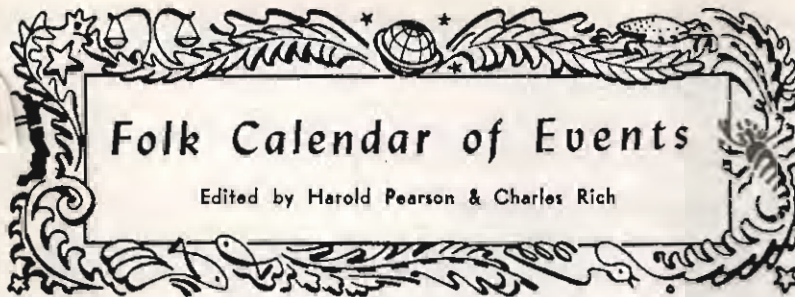 Folk Calendar of Events
Edited by Harold Pearson & Charles Rich